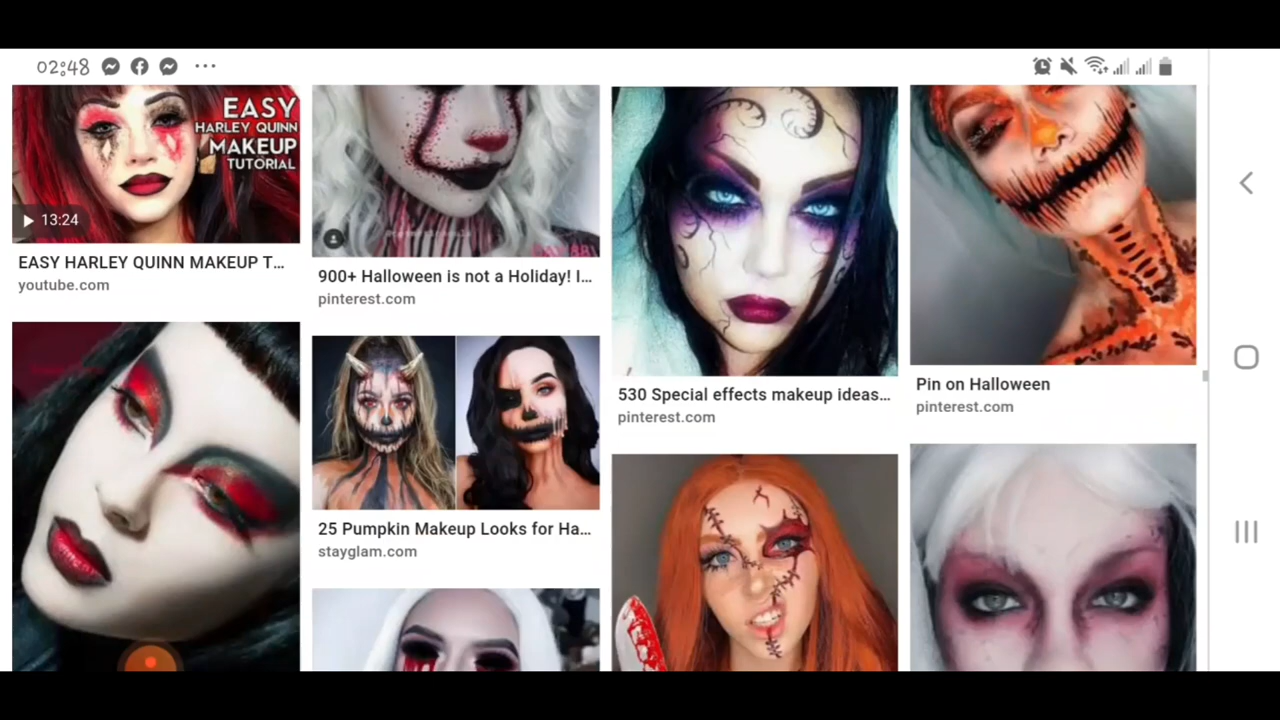 02:48
EASY
HARLEY QUINN
MAKEUP
TUTORIAL
13:24
EASY HARLEY QUINN MAKEUP T...
youtube.com
900+ Halloween is not a Holiday! I...
pinterest.com
530 Special effects makeup ideas...
pinterest.com
Pin on Halloween
pinterest.com
25 Pumpkin Makeup Looks for Ha...
stayglam.com